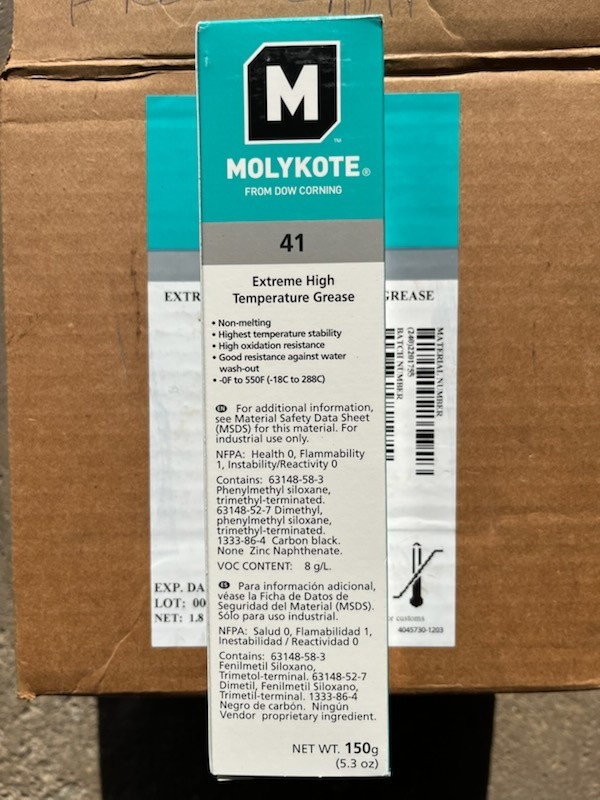 M
MOLYKOTE®
FROM DOW CORNING
41
Extreme High
Temperature Grease
• Non-melting
• Highest temperature stability
• High oxidation resistance
• Good resistance against water
wash-out
• -0F to 550F (-18C to 288C)
EN For additional information,
see Material Safety Data Sheet
(MSDS) for this material. For
industrial use only.
NFPA: Health 0, Flammability
1, Instability/Reactivity 0
Contains: 63148-58-3
Phenylmethyl siloxane,
trimethyl-terminated.
63148-52-7 Dimethyl,
phenylmethyl siloxane,
trimethyl-terminated.
1333-86-4 Carbon black.
None Zinc Naphthenate.
VOC CONTENT: 8 g/L.
ES Para información adicional,
véase la Ficha de Datos de
Seguridad del Material (MSDS).
Sólo para uso industrial.
NFPA: Salud 0, Flamabilidad 1,
Inestabilidad / Reactividad 0
Contains: 63148-58-3
Fenilmetil Siloxano,
Trimetol-terminal. 63148-52-7
Dimetil, Fenilmetil Siloxano,
Trimetil-terminal. 1333-86-4
Negro de carbón. Ningún
Vendor proprietary ingredient.
NET WT. 150g
(5.3 oz)
EXTR
GREASE
MATERIAL NUMBER
(240)2201755
BATCH NUMBER
EXP. DA
LOT: 00
NET: 1.8
customs
4045730-1203